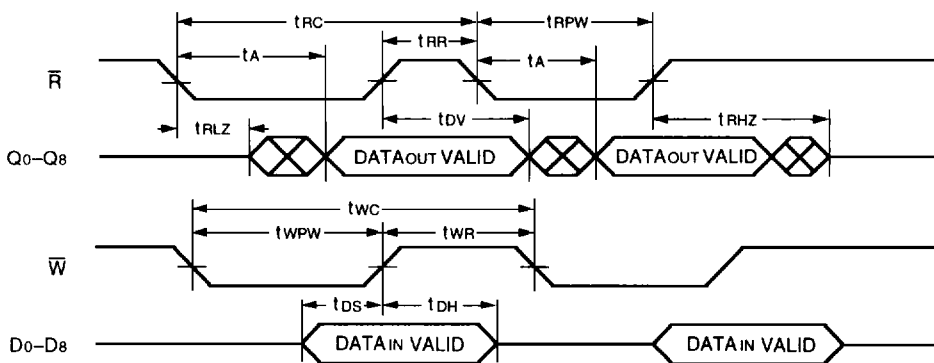 tRC tRPW
tA tRR tA
R̅
tRLZ tDV tRHZ
Q0–Q8 DATAOUT VALID DATAOUT VALID
tWC
tWPW tWR
W̅
tDS tDH
D0–D8 DATAIN VALID DATAIN VALID